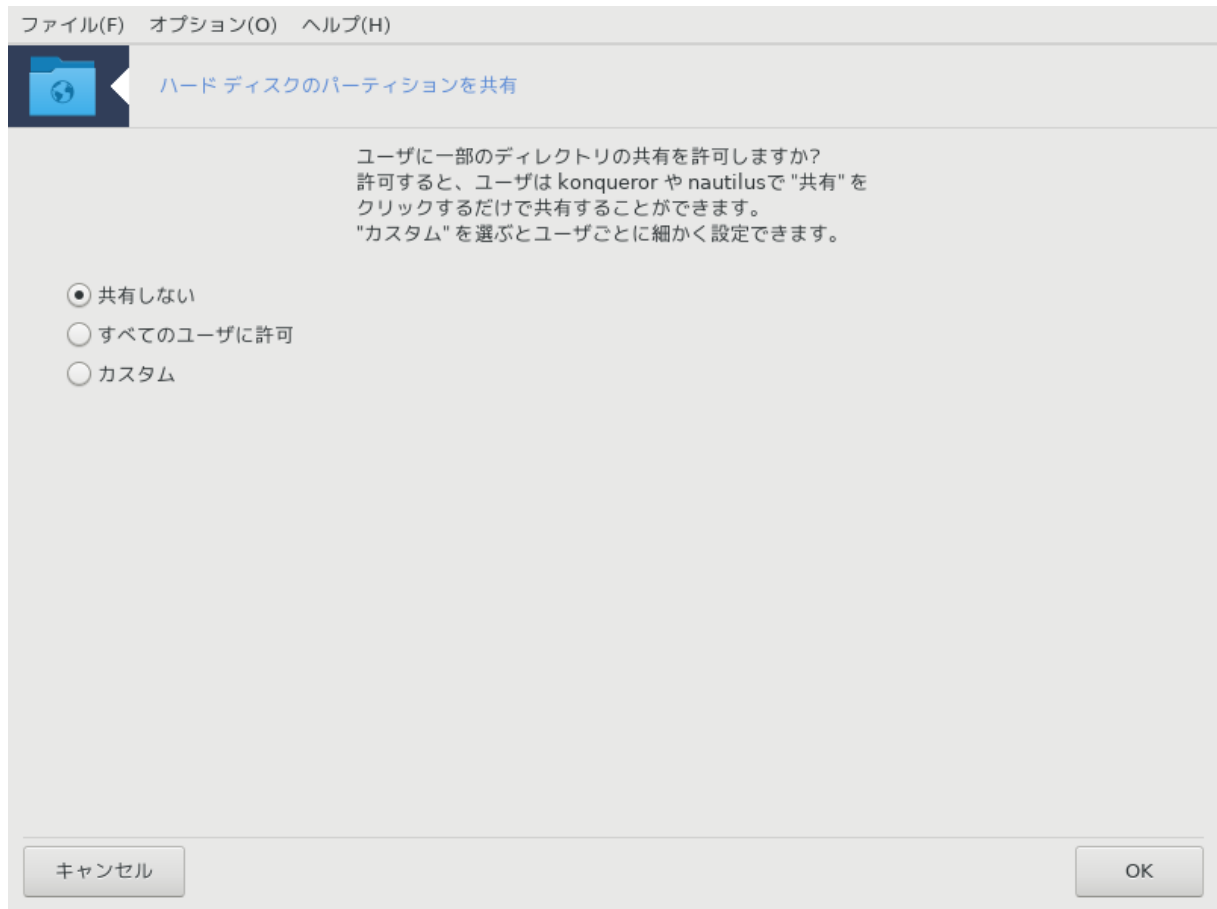 ファイル(F) オプション(O) ヘルプ(H)
ハード ディスクのパーティションを共有
ユーザに一部のディレクトリの共有を許可しますか?
許可すると、ユーザは konqueror や nautilusで "共有" を
クリックするだけで共有することができます。
"カスタム" を選ぶとユーザごとに細かく設定できます。
共有しない
すべてのユーザに許可
カスタム
キャンセル OK